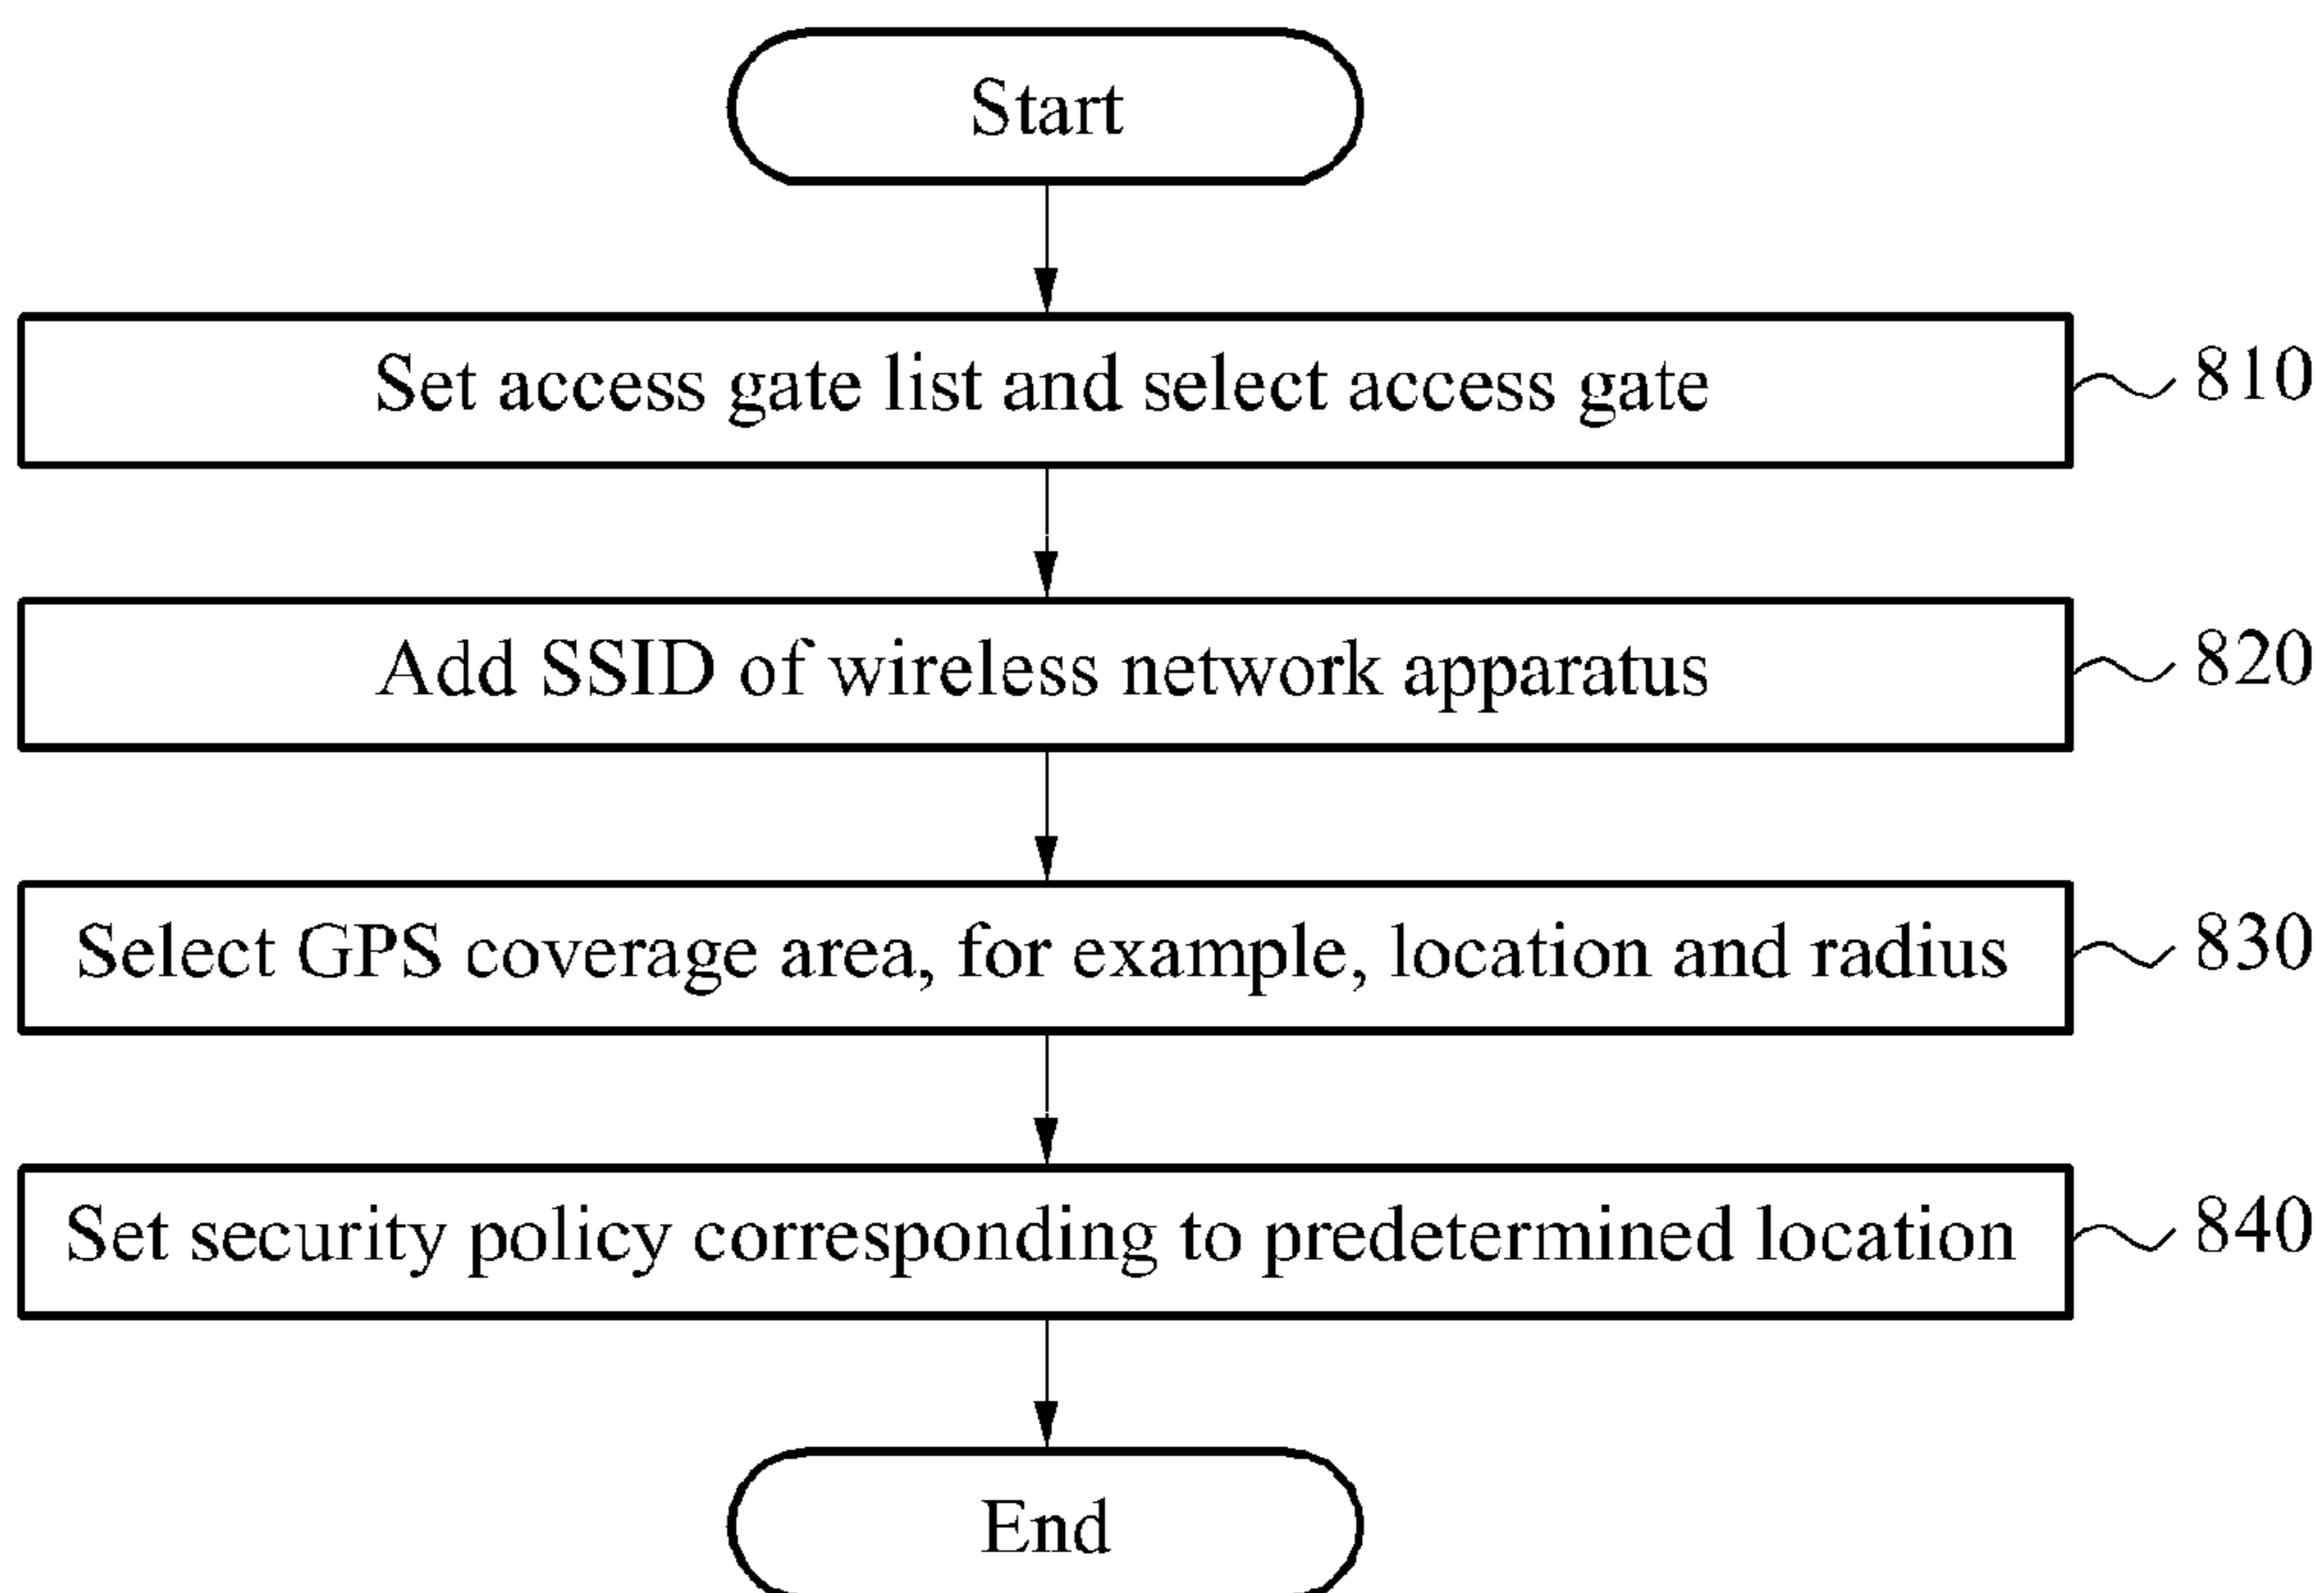 Start
Set access gate list and select access gate
810
Add SSID of wireless network apparatus
820
Select GPS coverage area, for example, location and radius
830
Set security policy corresponding to predetermined location
840
End